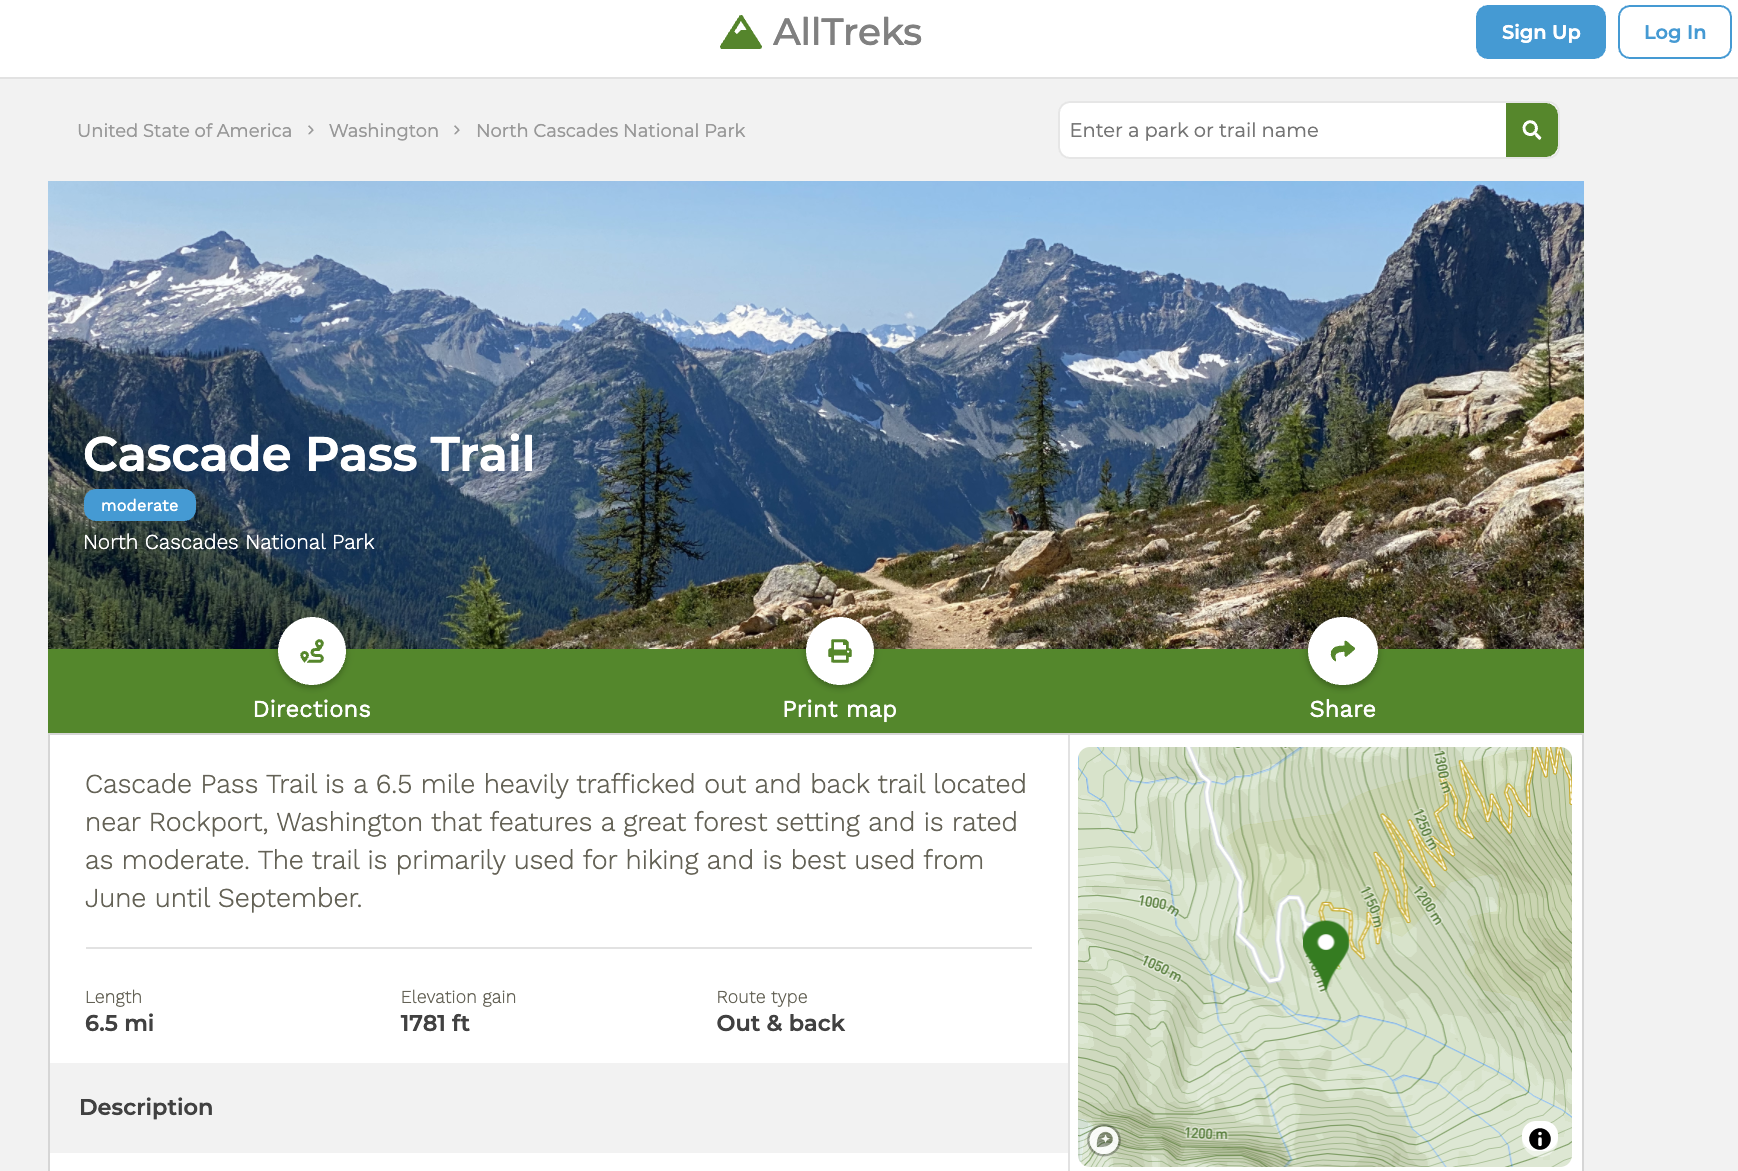 AllTreks
Sign Up
Log In
United State of America > Washington > North Cascades National Park
Enter a park or trail name
Cascade Pass Trail
moderate
North Cascades National Park
Directions
Print map
Share
Cascade Pass Trail is a 6.5 mile heavily trafficked out and back trail located
near Rockport, Washington that features a great forest setting and is rated
as moderate. The trail is primarily used for hiking and is best used from
June until September.
Length
6.5 mi
Elevation gain
1781 ft
Route type
Out & back
Description
1300 m
1250 m
1150 m
1200 m
1000 m
1050 m
1200 m